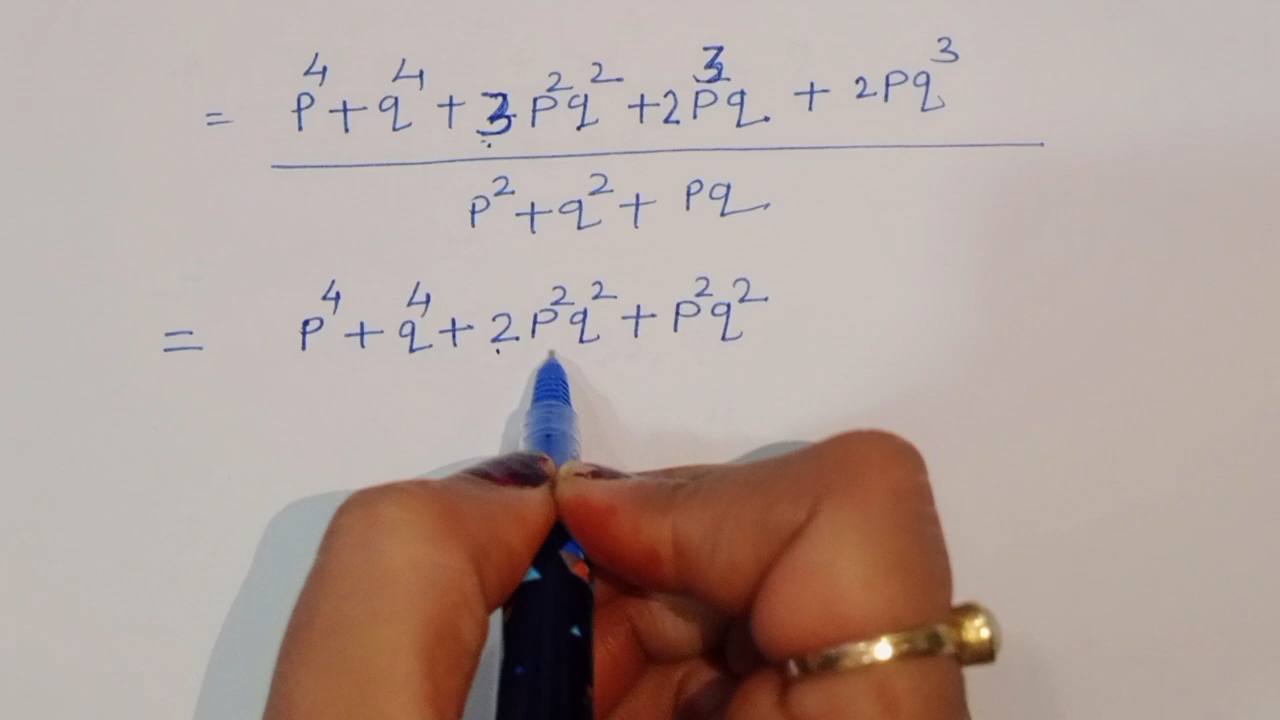 = p⁴ + q⁴ + 3p²q² + 2p³q + 2pq³
p² + q² + pq
= p⁴ + q⁴ + 2p²q² + p²q²